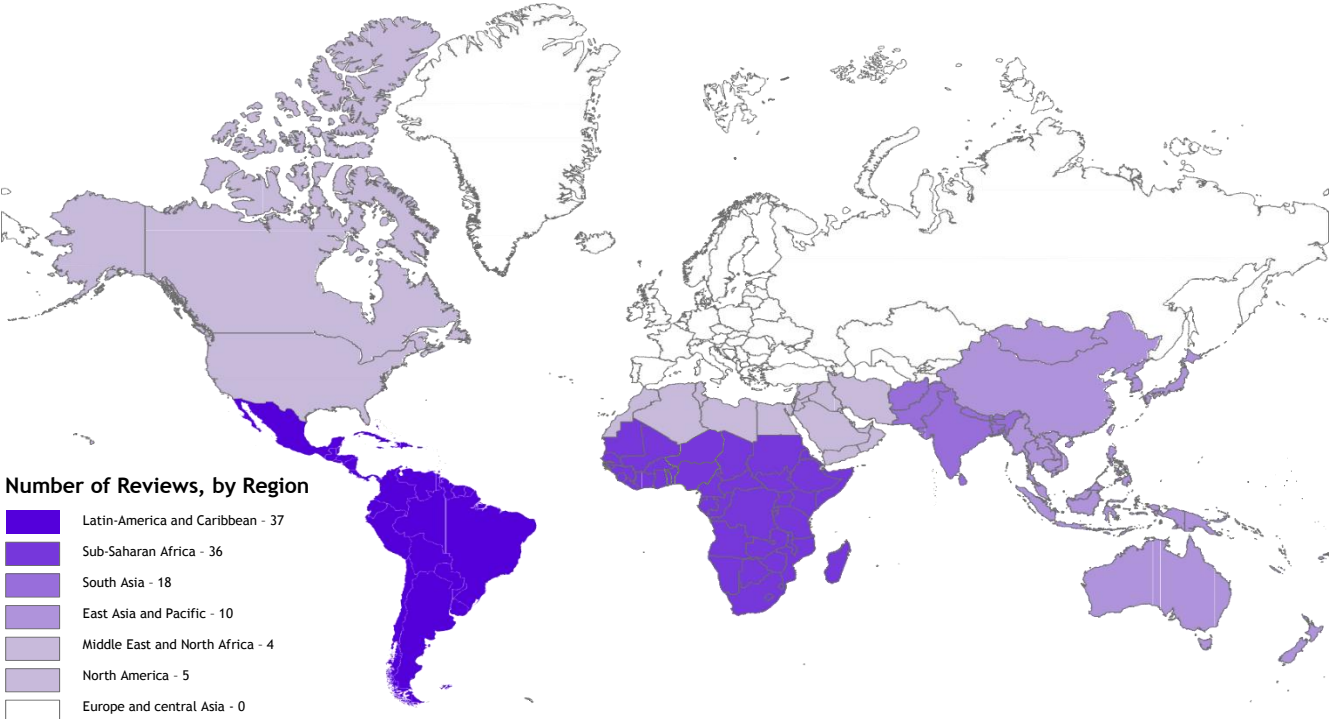 Number of Reviews, by Region
Latin-America and Caribbean - 37
Sub-Saharan Africa - 36
South Asia - 18
East Asia and Pacific - 10
Middle East and North Africa - 4
North America - 5
Europe and central Asia - 0